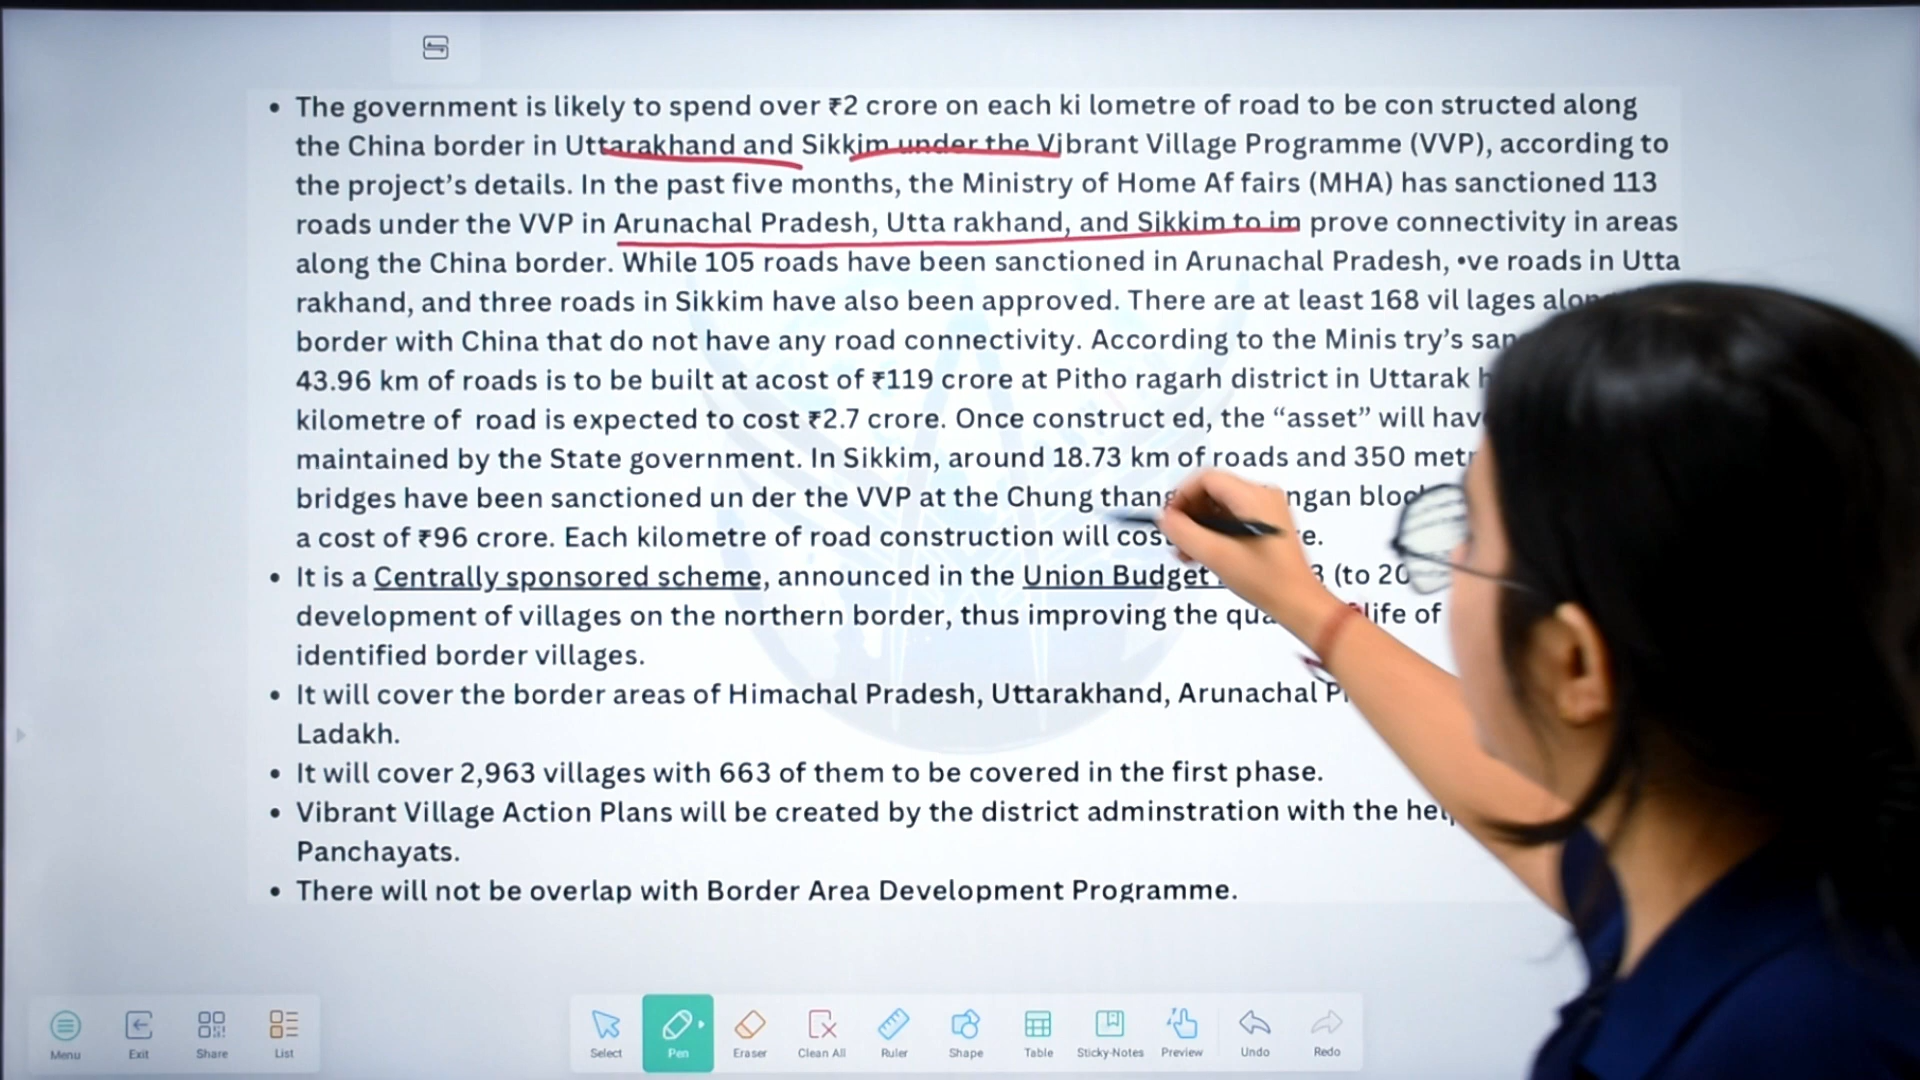 The government is likely to spend over ₹2 crore on each ki lometre of road to be con structed along
the China border in Uttarakhand and Sikkim under the Vibrant Village Programme (VVP), according to
the project's details. In the past five months, the Ministry of Home Af fairs (MHA) has sanctioned 113
roads under the VVP in Arunachal Pradesh, Utta rakhand, and Sikkim to im prove connectivity in areas
along the China border. While 105 roads have been sanctioned in Arunachal Pradesh, •ve roads in Utta
rakhand, and three roads in Sikkim have also been approved. There are at least 168 vil lages
border with China that do not have any road connectivity. According to the Minis try's
43.96 km of roads is to be built at acost of ₹119 crore at Pitho ragarh district in Uttarak
kilometre of road is expected to cost ₹2.7 crore. Once construct ed, the "asset" will
maintained by the State government. In Sikkim, around 18.73 km of roads and 350
bridges have been sanctioned un der the VVP at the Chung
a cost of ₹96 crore. Each kilometre of road construction will
It is a Centrally sponsored scheme, announced in the Union Budget (to
development of villages on the northern border, thus improving the life of
identified border villages.
It will cover the border areas of Himachal Pradesh, Uttarakhand, Arunachal
Ladakh.
It will cover 2,963 villages with 663 of them to be covered in the first phase.
Vibrant Village Action Plans will be created by the district adminstration with the
Panchayats.
There will not be overlap with Border Area Development Programme.
Menu Exit Share List Select Pen Eraser Clean All Ruler Shape Table Sticky-Notes Preview Undo Redo